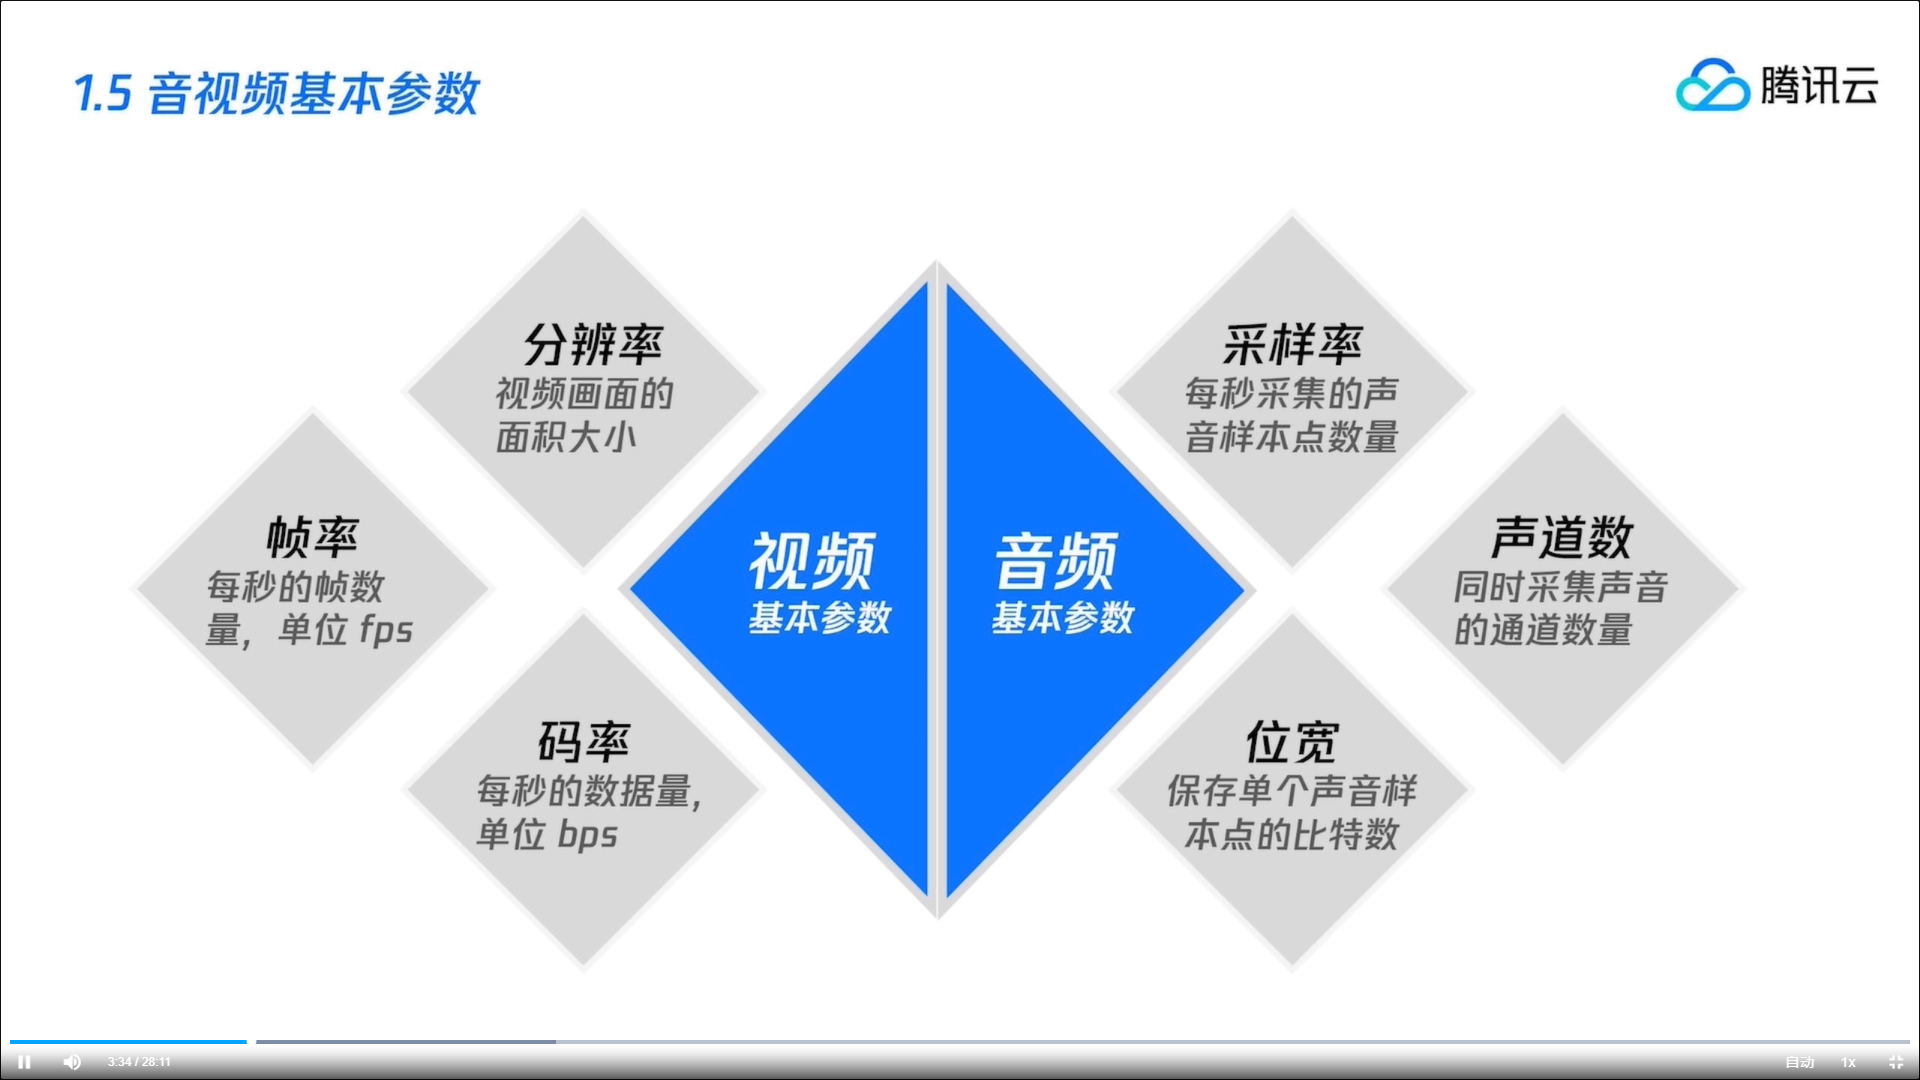 1.5 音视频基本参数
腾讯云
分辨率
视频画面的
面积大小
帧率
每秒的帧数
量，单位 fps
码率
每秒的数据量，
单位 bps
视频
基本参数
音频
基本参数
采样率
每秒采集的声
音样本点数量
声道数
同时采集声音
的通道数量
位宽
保存单个声音样
本点的比特数
3:34 / 28:11
自动
1x